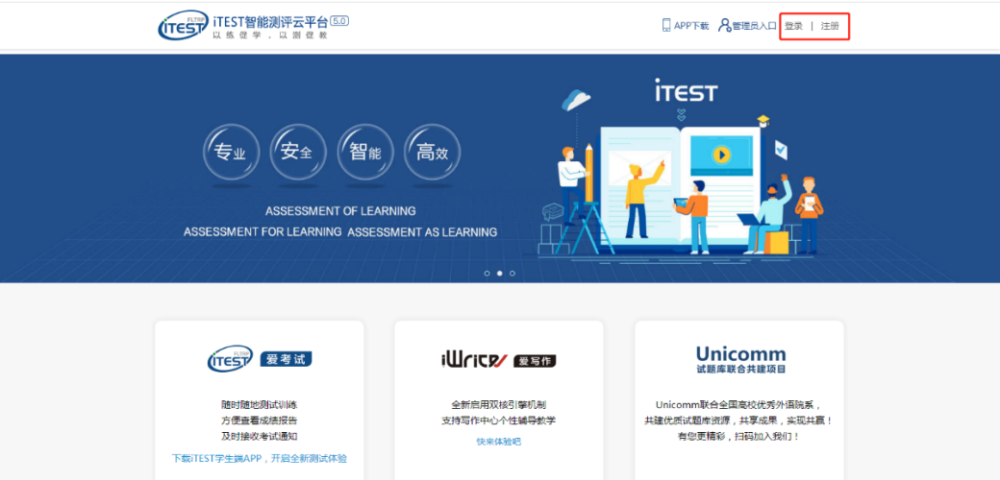 FLTRP
iTEST
iTEST智能测评云平台 5.0
以练促学，以测促教
APP下载
管理员入口
登录 | 注册
专业
安全
智能
高效
iTEST
ASSESSMENT OF LEARNING
ASSESSMENT FOR LEARNING ASSESSMENT AS LEARNING
FLTRP
iTEST 爱考试
随时随地测试训练
方便查看成绩报告
及时接收考试通知
下载iTEST学生端APP，开启全新测试体验
iWrite 爱写作
全新启用双核引擎机制
支持写作中心个性辅导教学
快来体验吧
Unicomm
试题库联合共建项目
Unicomm联合全国高校优秀外语院系，
共建优质试题库资源，共享成果，实现共赢！
有您更精彩，扫码加入我们！